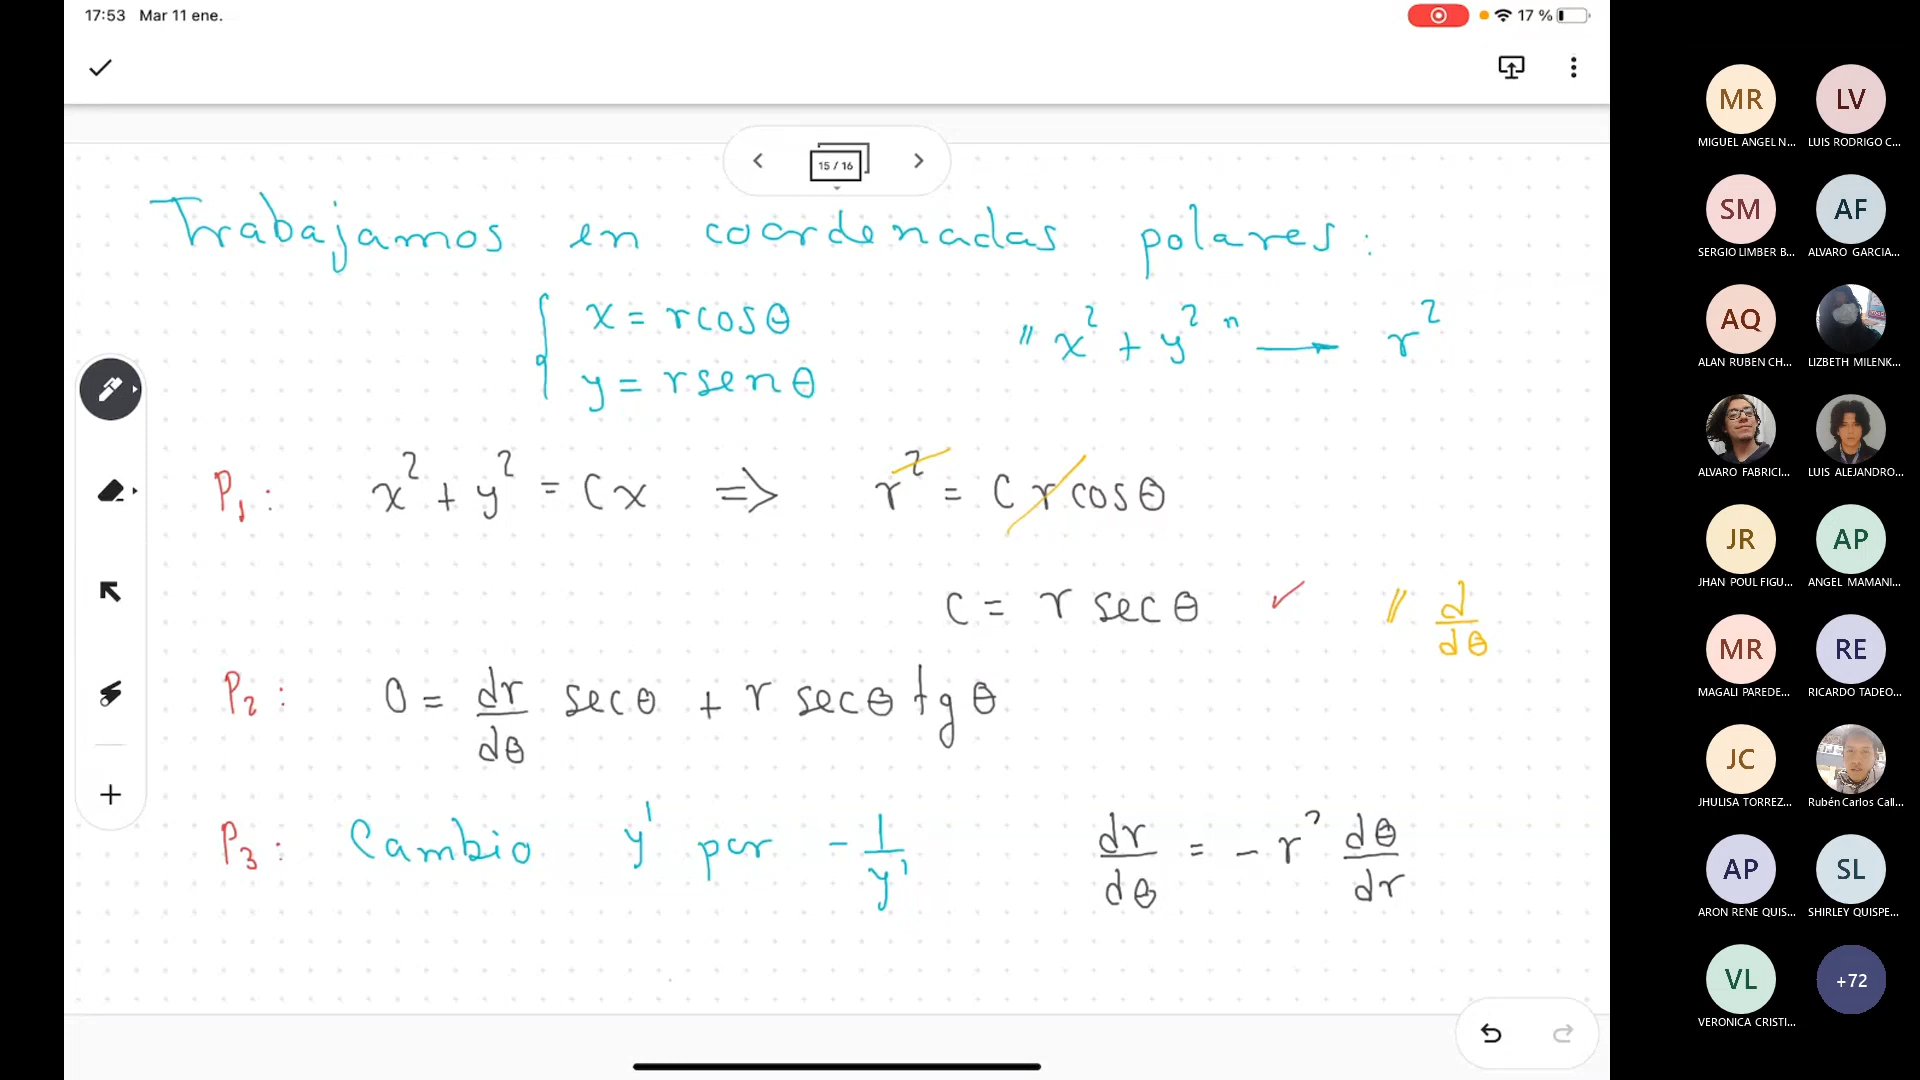 17:53 Mar 11 ene.
17 %
15 / 16
Trabajamos en coordenadas polares:
x = r cos θ
y = r sen θ
" x² + y² " → r²
P₁: x² + y² = Cx => r² = C r cos θ
C = r sec θ ✓ // d/dθ
P₂: 0 = dr/dθ sec θ + r sec θ tg θ
P₃: Cambio y' por - 1/y' dr/dθ = - r² dθ/dr
MR LV
MIGUEL ANGEL N... LUIS RODRIGO C...
SM AF
SERGIO LIMBER B... ALVARO GARCIA...
AQ
ALAN RUBEN CH... LIZBETH MILENK...
ALVARO FABRICI... LUIS ALEJANDRO...
JR AP
JHAN POUL FIGU... ANGEL MAMANI...
MR RE
MAGALI PAREDE... RICARDO TADEO...
JC
JHULISA TORREZ... Rubén Carlos Call...
AP SL
ARON RENE QUIS... SHIRLEY QUISPE...
VL +72
VERONICA CRISTI...